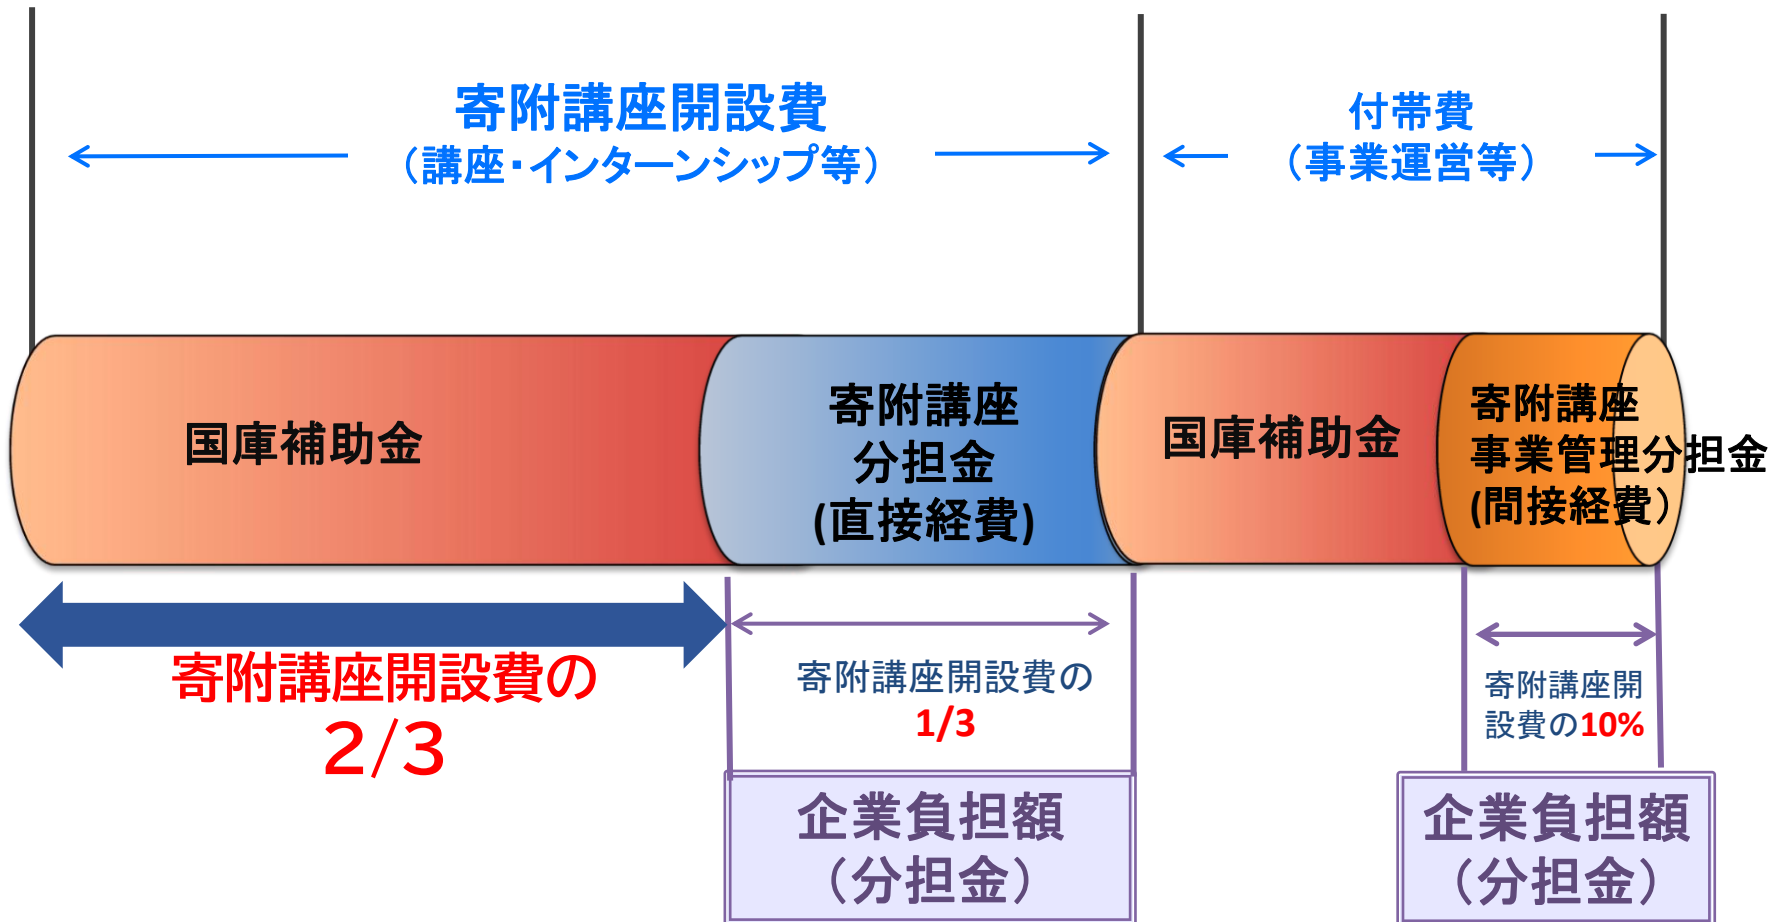 寄附講座開設費
（講座・インターンシップ等）
付帯費
（事業運営等）
国庫補助金
寄附講座
分担金
(直接経費)
国庫補助金
寄附講座
事業管理分担金
(間接経費）
寄附講座開設費の
2/3
寄附講座開設費の
1/3
寄附講座開
設費の10%
企業負担額
（分担金）
企業負担額
（分担金）